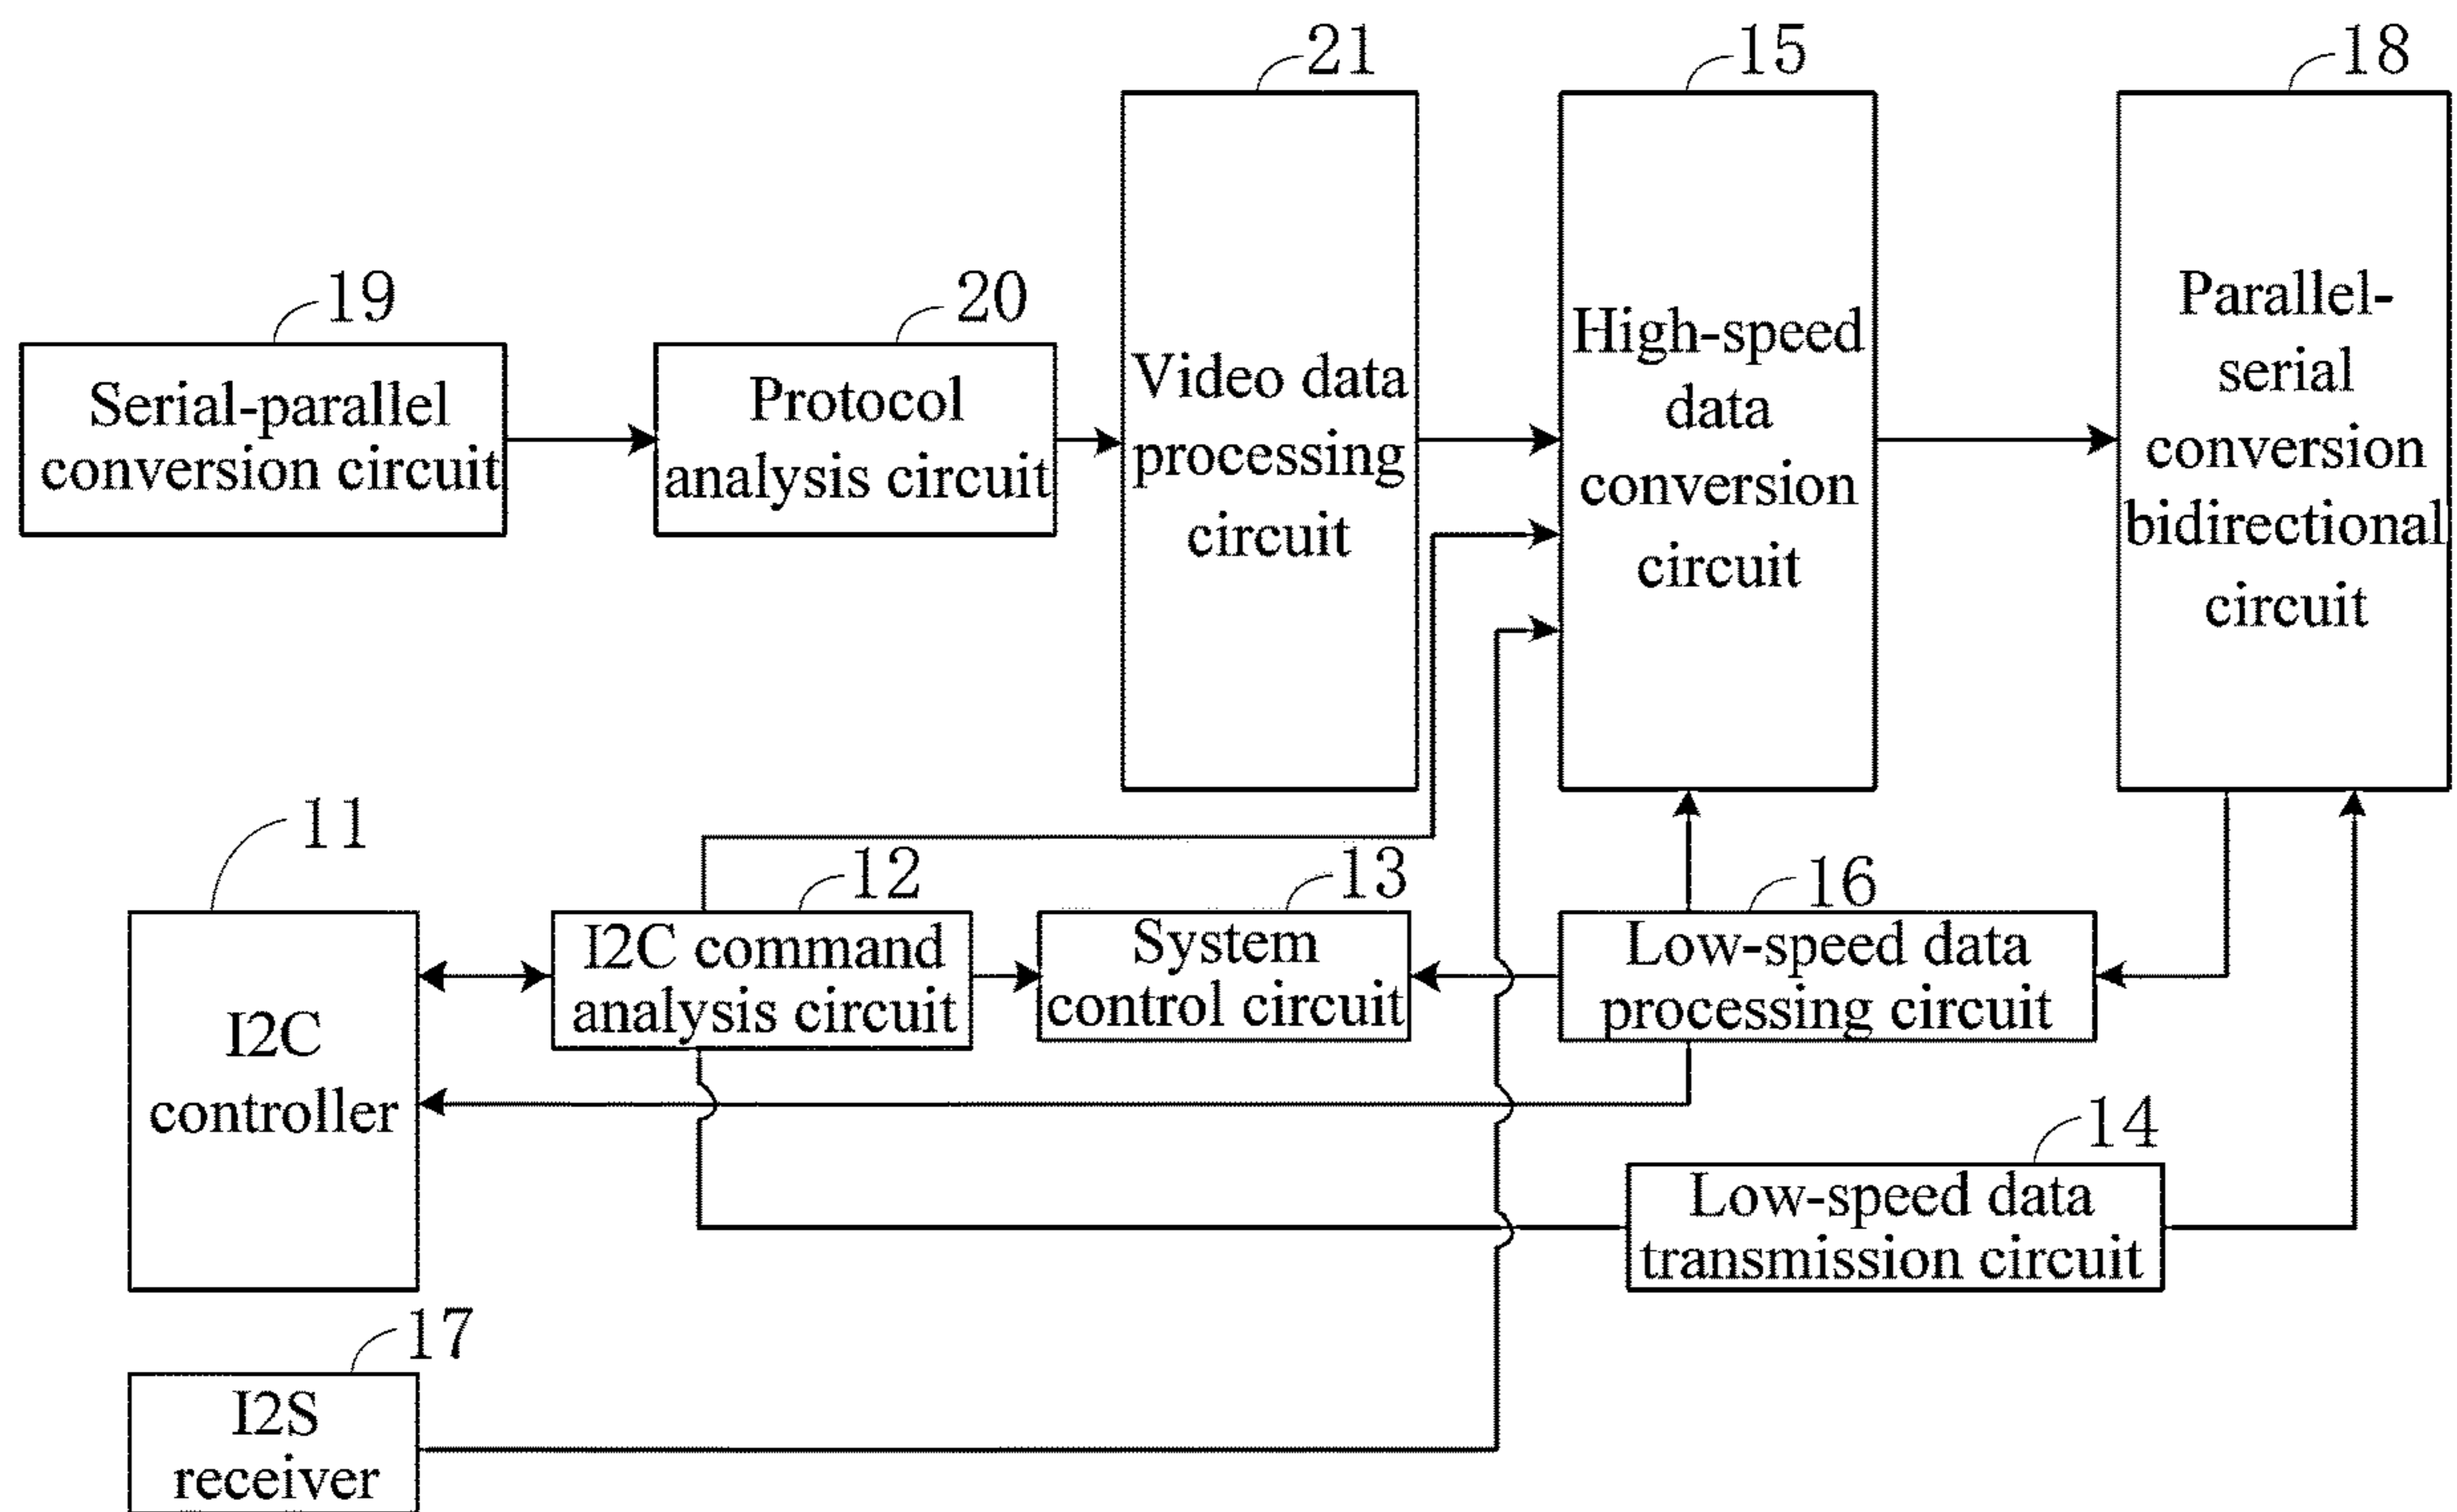 21
15
18
19
Serial-parallel
conversion circuit
20
Protocol
analysis circuit
Video data
processing
circuit
High-speed
data
conversion
circuit
Parallel-
serial
conversion
bidirectional
circuit
11
I2C
controller
12
I2C command
analysis circuit
13
System
control circuit
16
Low-speed data
processing circuit
14
Low-speed data
transmission circuit
17
I2S
receiver